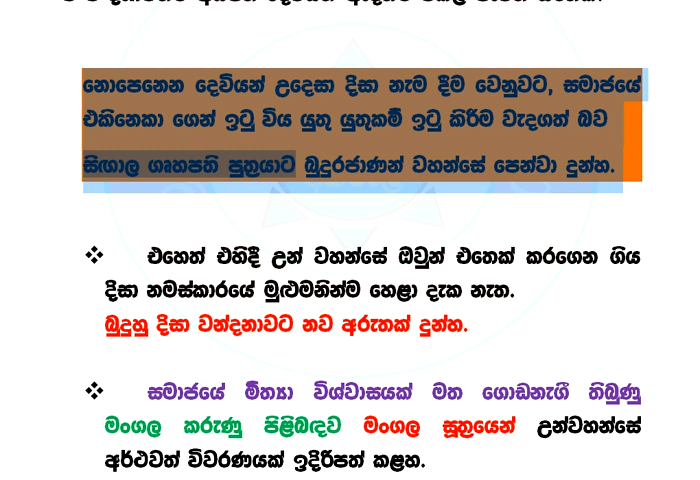 නොපෙනෙන දෙවියන් උදෙසා දිසා නැම දීම වෙනුවට, සමාජයේ
එකිනෙකා ගෙන් ඉටු විය යුතු යුතුකම් ඉටු කිරීම වැදගත් බව
සිඟාල ගෘහපති පුත්‍රයාට බුදුරජාණන් වහන්සේ පෙන්වා දුන්හ.
❖ එහෙත් එහිදී උන් වහන්සේ ඔවුන් එතෙක් කරගෙන ගිය
දිසා නමස්කාරයේ මුළුමනින්ම හෙළා දැක නැත.
බුදුහු දිසා වන්දනාවට නව අරුතක් දුන්හ.
❖ සමාජයේ මිත්‍යා විශ්වාසයක් මත ගොඩනැගී තිබුණු
මංගල කරුණු පිළිබඳව මංගල සූත්‍රයෙන් උන්වහන්සේ
අර්ථවත් විවරණයක් ඉදිරිපත් කළහ.